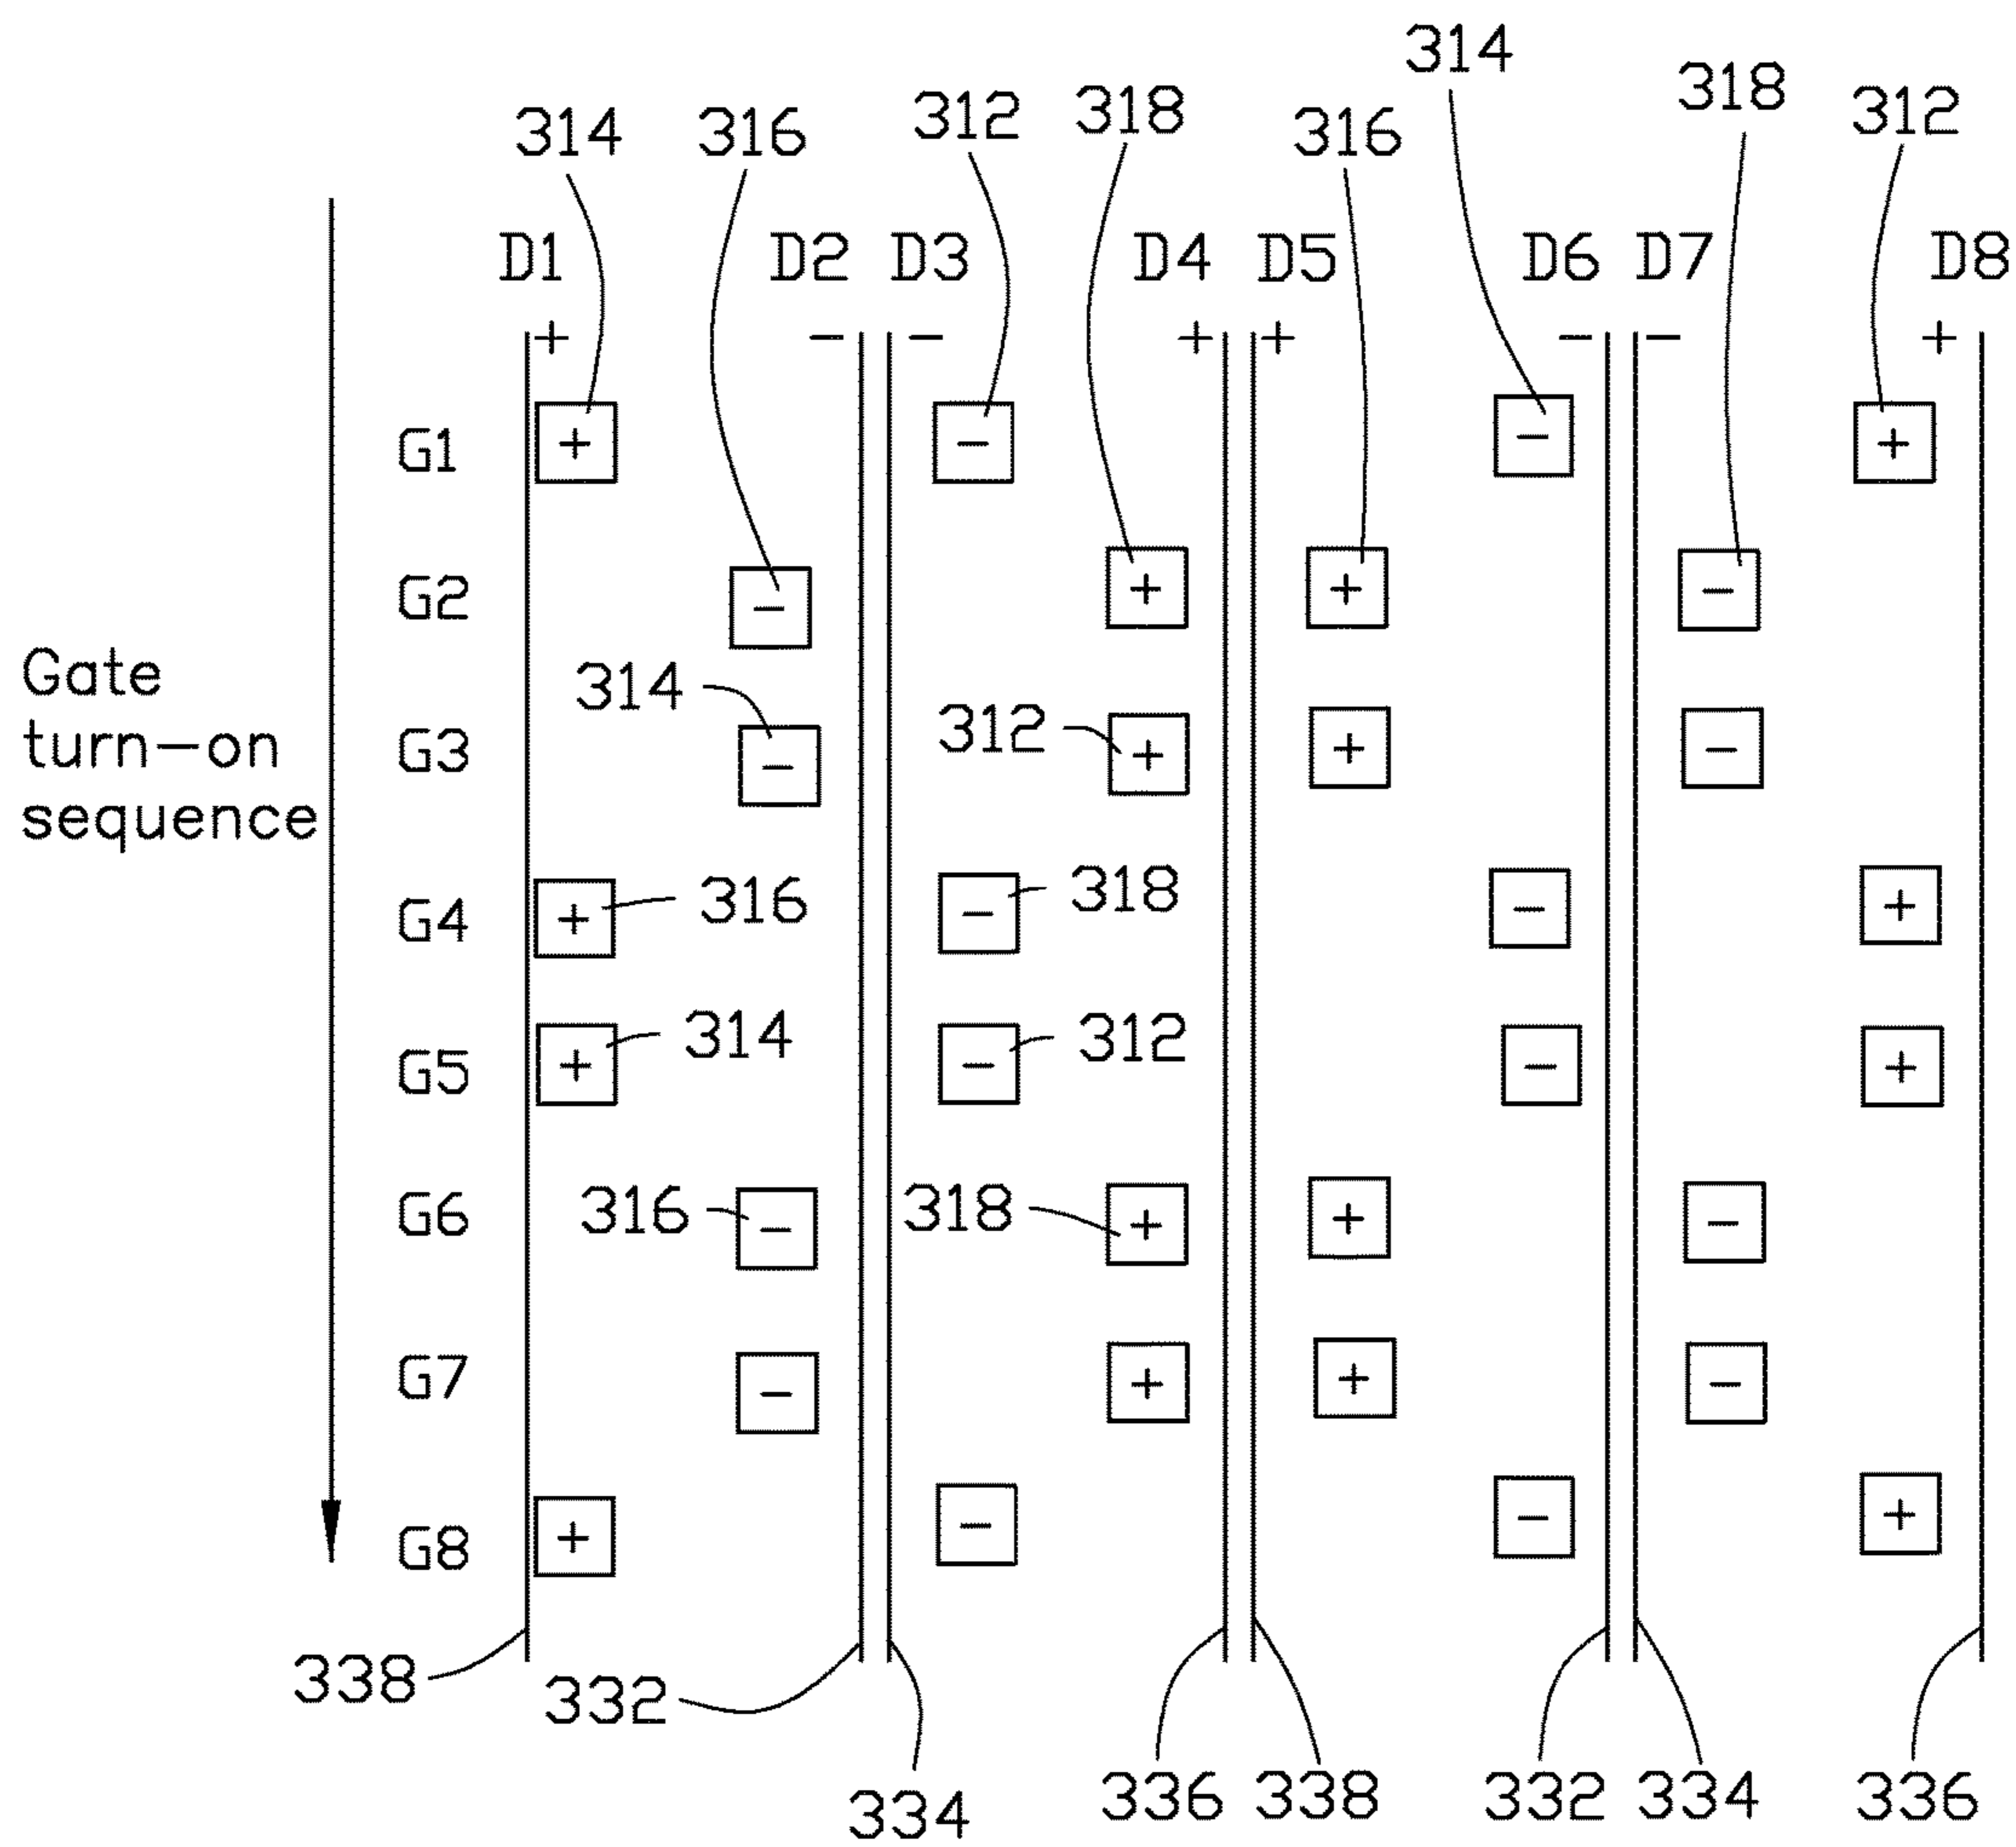 314
318
314 316 312 318 316 312
D1 D2 D3 D4 D5 D6 D7 D8
+ - - + + - - +
G1 + - - +
G2 - + + -
314
Gate
turn-on
sequence
312
G3 - + + -
G4 + 316 - 318 - +
G5 + 314 - 312 - +
G6 316 - 318 + + -
G7 - + + -
G8 + - - +
338 332
334 336 338 332 334 336